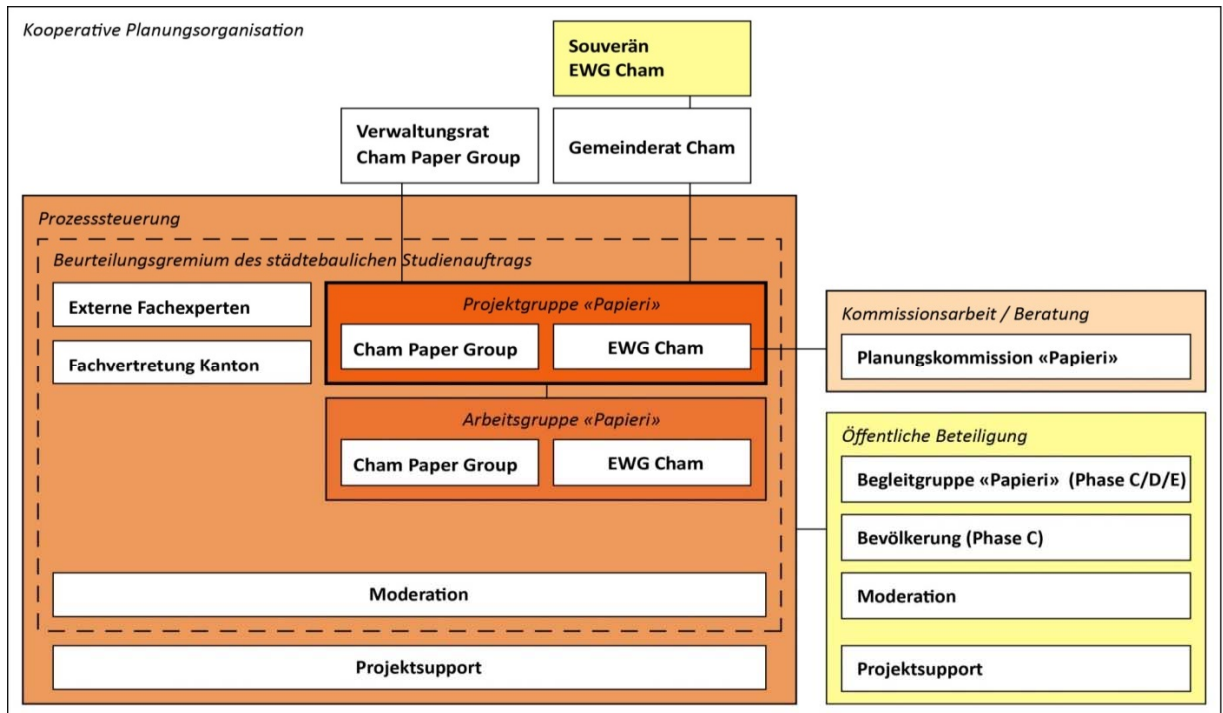 Kooperative Planungsorganisation
Souverän
EWG Cham
Verwaltungsrat
Cham Paper Group
Gemeinderat Cham
Prozesssteuerung
Beurteilungsgremium des städtebaulichen Studienauftrags
Externe Fachexperten
Fachvertretung Kanton
Projektgruppe «Papieri»
Cham Paper Group
EWG Cham
Arbeitsgruppe «Papieri»
Cham Paper Group
EWG Cham
Moderation
Projektsupport
Kommissionsarbeit / Beratung
Planungskommission «Papieri»
Öffentliche Beteiligung
Begleitgruppe «Papieri» (Phase C/D/E)
Bevölkerung (Phase C)
Moderation
Projektsupport